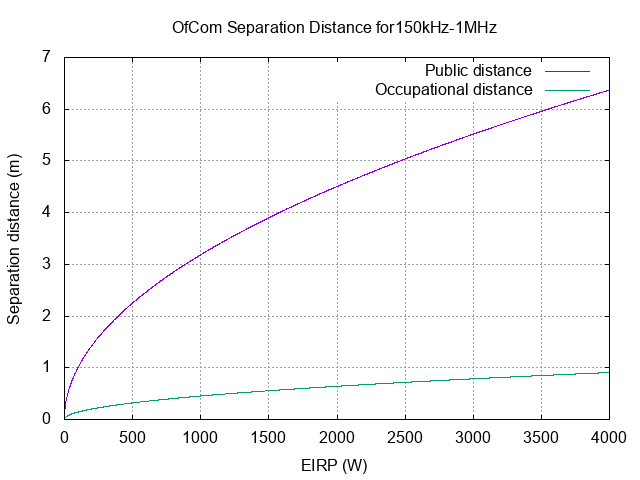 OfCom Separation Distance for150kHz-1MHz
7
6
5
4
3
2
1
0
Separation distance (m)
Public distance
Occupational distance
0 500 1000 1500 2000 2500 3000 3500 4000
EIRP (W)